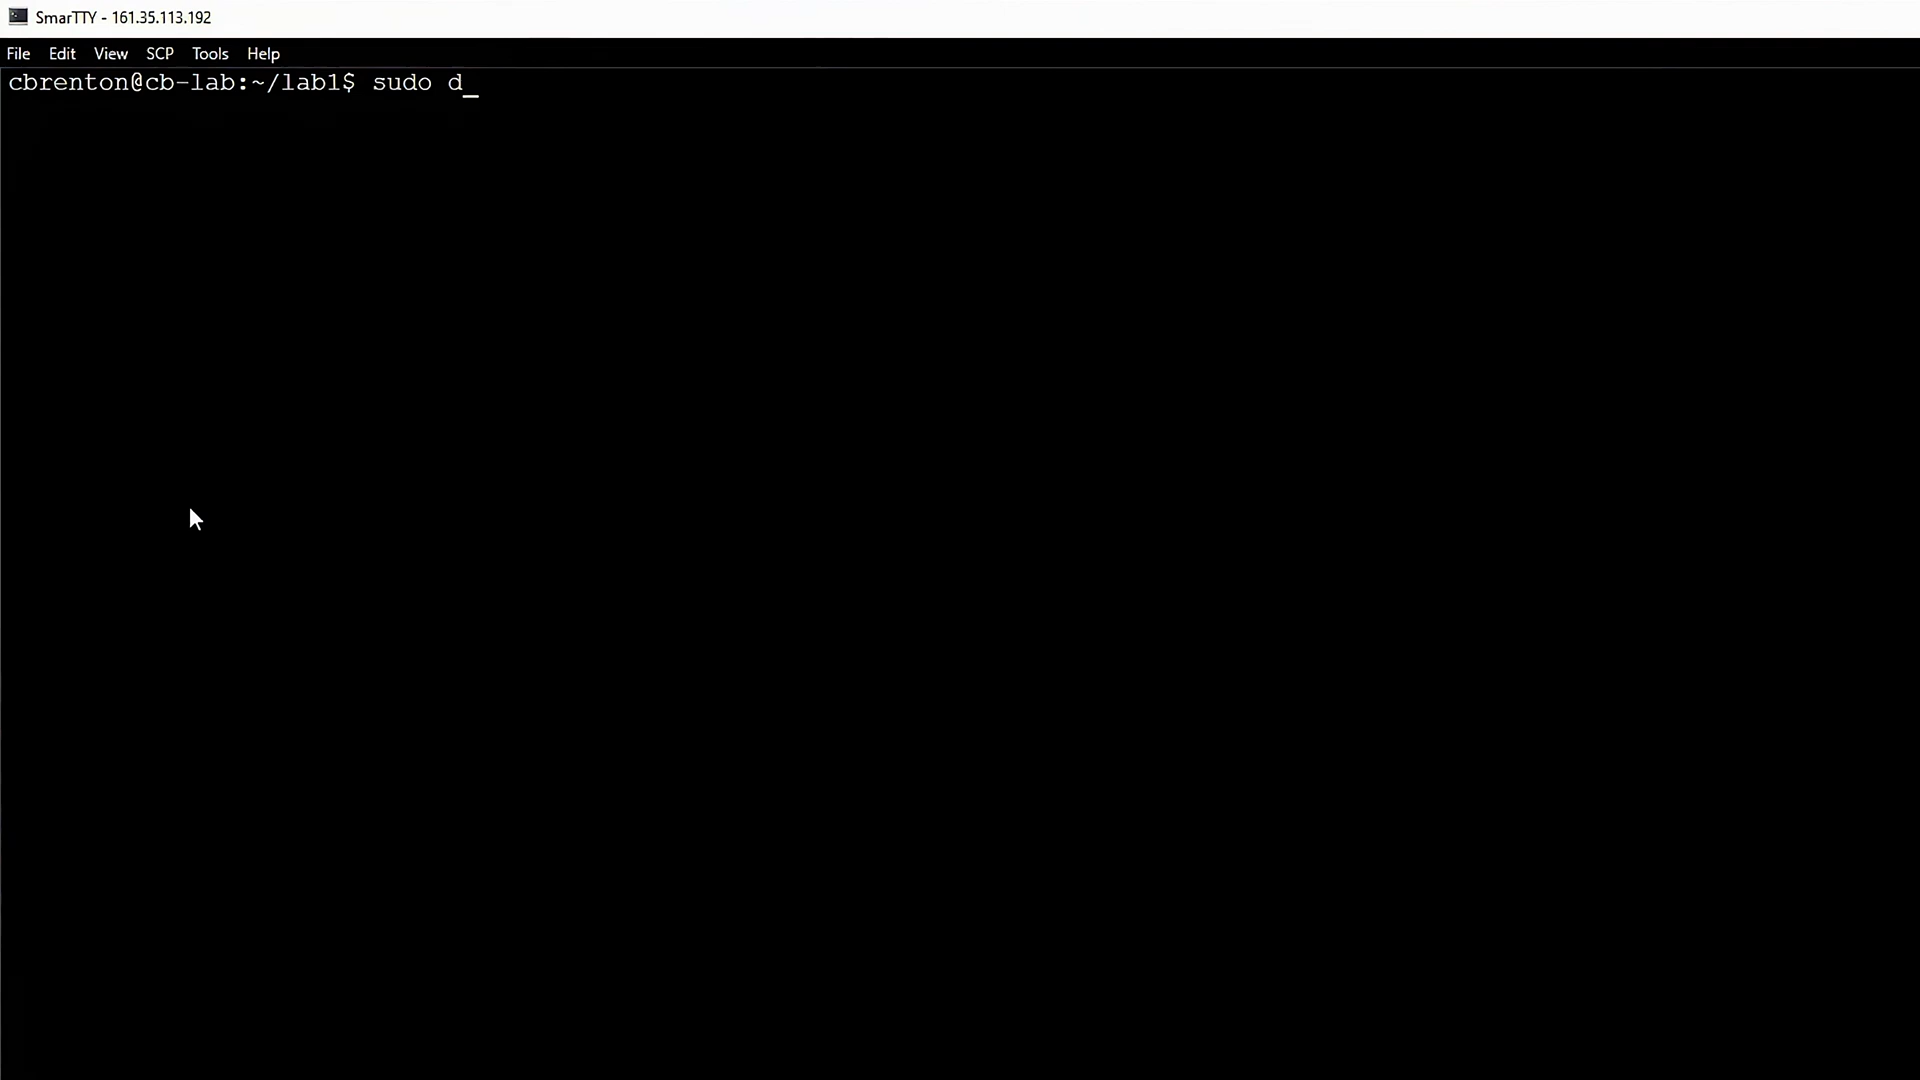 SmarTTY - 161.35.113.192
File Edit View SCP Tools Help
cbrenton@cb-lab:~/lab1$ sudo d_